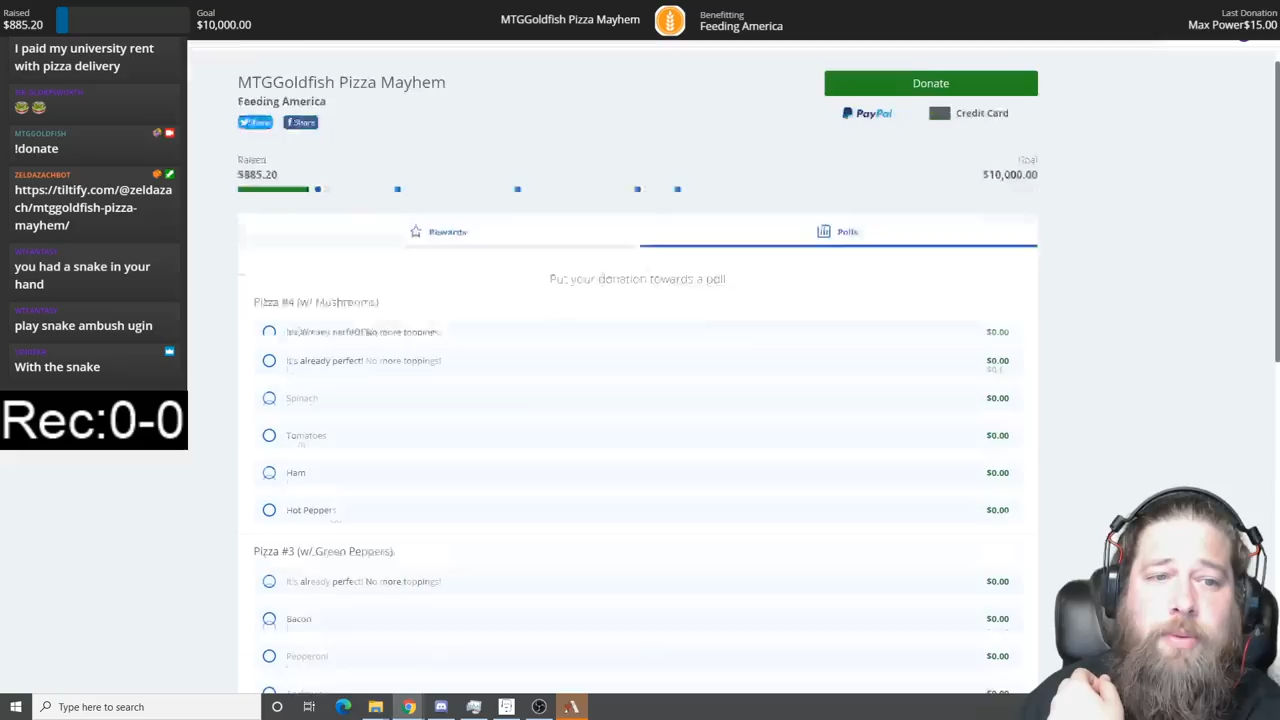 Raised
$885.20
Goal
$10,000.00
MTGGoldfish Pizza Mayhem
Benefitting
Feeding America
Last Donation
Max Power$15.00
I paid my university rent
with pizza delivery
MTGGOLDFISH
!donate
ZELDAZACHBOT
https://tiltify.com/@zeldaza
ch/mtggoldfish-pizza-
mayhem/
WTFANTASY
you had a snake in your
hand
WTFANTASY
play snake ambush ugin
With the snake
Rec:0-0
MTGGoldfish Pizza Mayhem
Feeding America
Share
Share
Donate
PayPal
Credit Card
Raised
$885.20
Goal
$10,000.00
Rewards
Polls
Put your donation towards a poll
Pizza #4 (w/ Mushrooms)
$0.00
It's already perfect! No more toppings!
$0.00
Spinach
$0.00
Tomatoes
$0.00
Ham
$0.00
Hot Peppers
$0.00
Pizza #3 (w/ Green Peppers)
It's already perfect! No more toppings!
$0.00
Bacon
$0.00
Pepperoni
$0.00
Type here to search